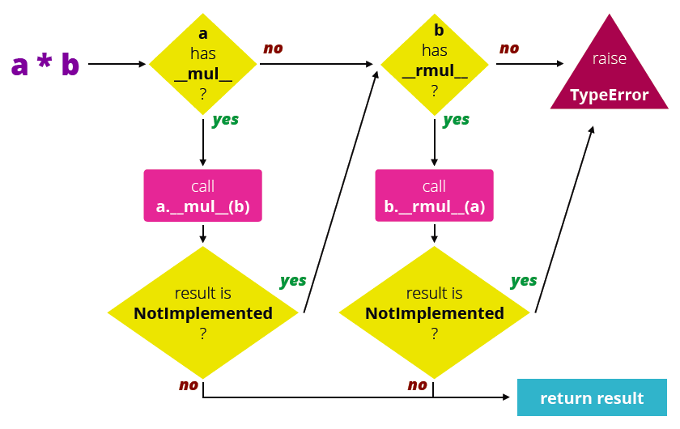 a * b
a
has
__mul__
?
no
b
has
__rmul__
?
no
raise
TypeError
yes
yes
call
a.__mul__(b)
call
b.__rmul__(a)
yes
yes
result is
NotImplemented
?
result is
NotImplemented
?
no
no
return result